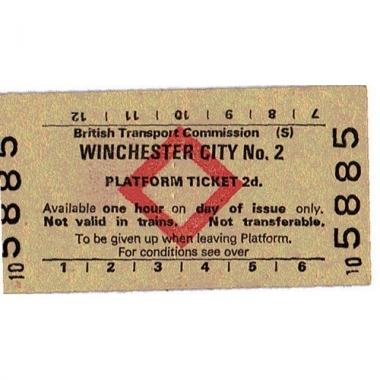 7 | 8 | 9 | 10 | 11 | 12
British Transport Commission (S)
WINCHESTER CITY No. 2
PLATFORM TICKET 2d.
Available one hour on day of issue only.
Not valid in trains. Not transferable.
To be given up when leaving Platform.
For conditions see over
1 | 2 | 3 | 4 | 5 | 6
10 5885
10 5885